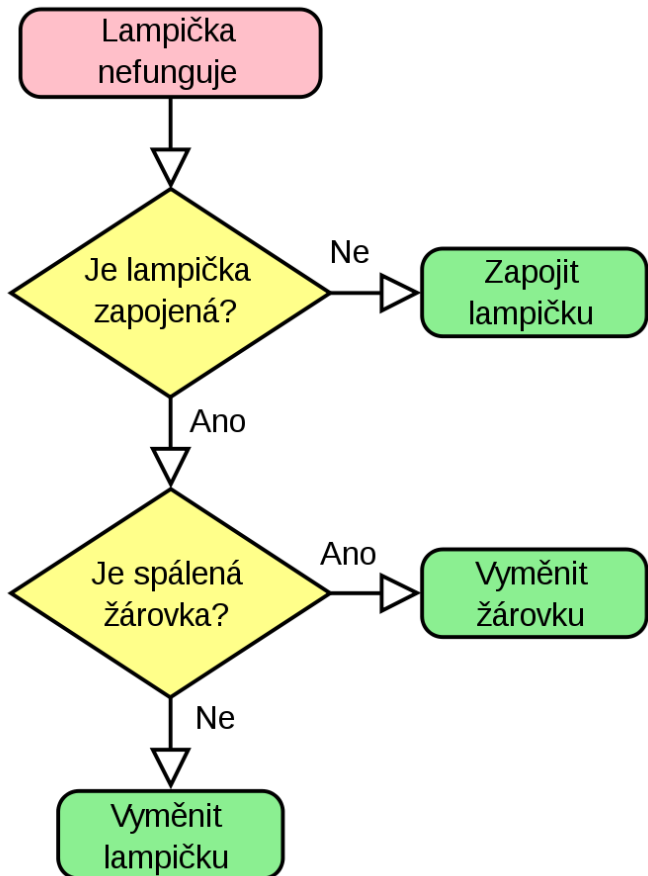 Lampička
nefunguje
Je lampička
zapojená?
Ne
Zapojit
lampičku
Ano
Je spálená
žárovka?
Ano
Vyměnit
žárovku
Ne
Vyměnit
lampičku